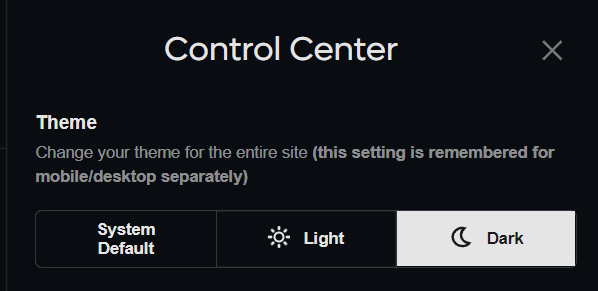 Control Center
Theme
Change your theme for the entire site (this setting is remembered for
mobile/desktop separately)
System
Default
Light
Dark